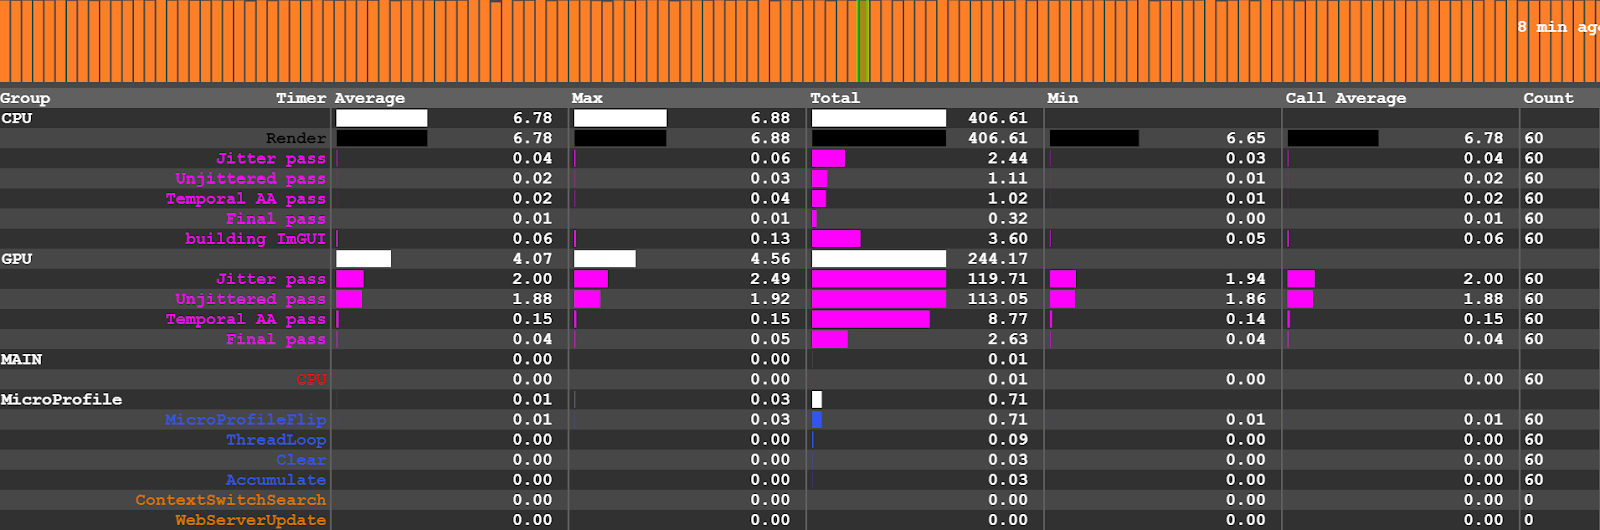 8 min ago
Group Timer Average Max Total Min Call Average Count
CPU 6.78 6.88 406.61
Render 6.78 6.88 406.61 6.65 6.78 60
Jitter pass 0.04 0.06 2.44 0.03 0.04 60
Unjittered pass 0.02 0.03 1.11 0.01 0.02 60
Temporal AA pass 0.02 0.04 1.02 0.01 0.02 60
Final pass 0.01 0.01 0.32 0.00 0.01 60
building ImGUI 0.06 0.13 3.60 0.05 0.06 60
GPU 4.07 4.56 244.17
Jitter pass 2.00 2.49 119.71 1.94 2.00 60
Unjittered pass 1.88 1.92 113.05 1.86 1.88 60
Temporal AA pass 0.15 0.15 8.77 0.14 0.15 60
Final pass 0.04 0.05 2.63 0.04 0.04 60
MAIN 0.00 0.00 0.01
CPU 0.00 0.00 0.01 0.00 0.00 60
MicroProfile 0.01 0.03 0.71
MicroProfileFlip 0.01 0.03 0.71 0.01 0.01 60
ThreadLoop 0.00 0.00 0.09 0.00 0.00 60
Clear 0.00 0.00 0.03 0.00 0.00 60
Accumulate 0.00 0.00 0.03 0.00 0.00 60
ContextSwitchSearch 0.00 0.00 0.00 0.00 0.00 0
WebServerUpdate 0.00 0.00 0.00 0.00 0.00 0